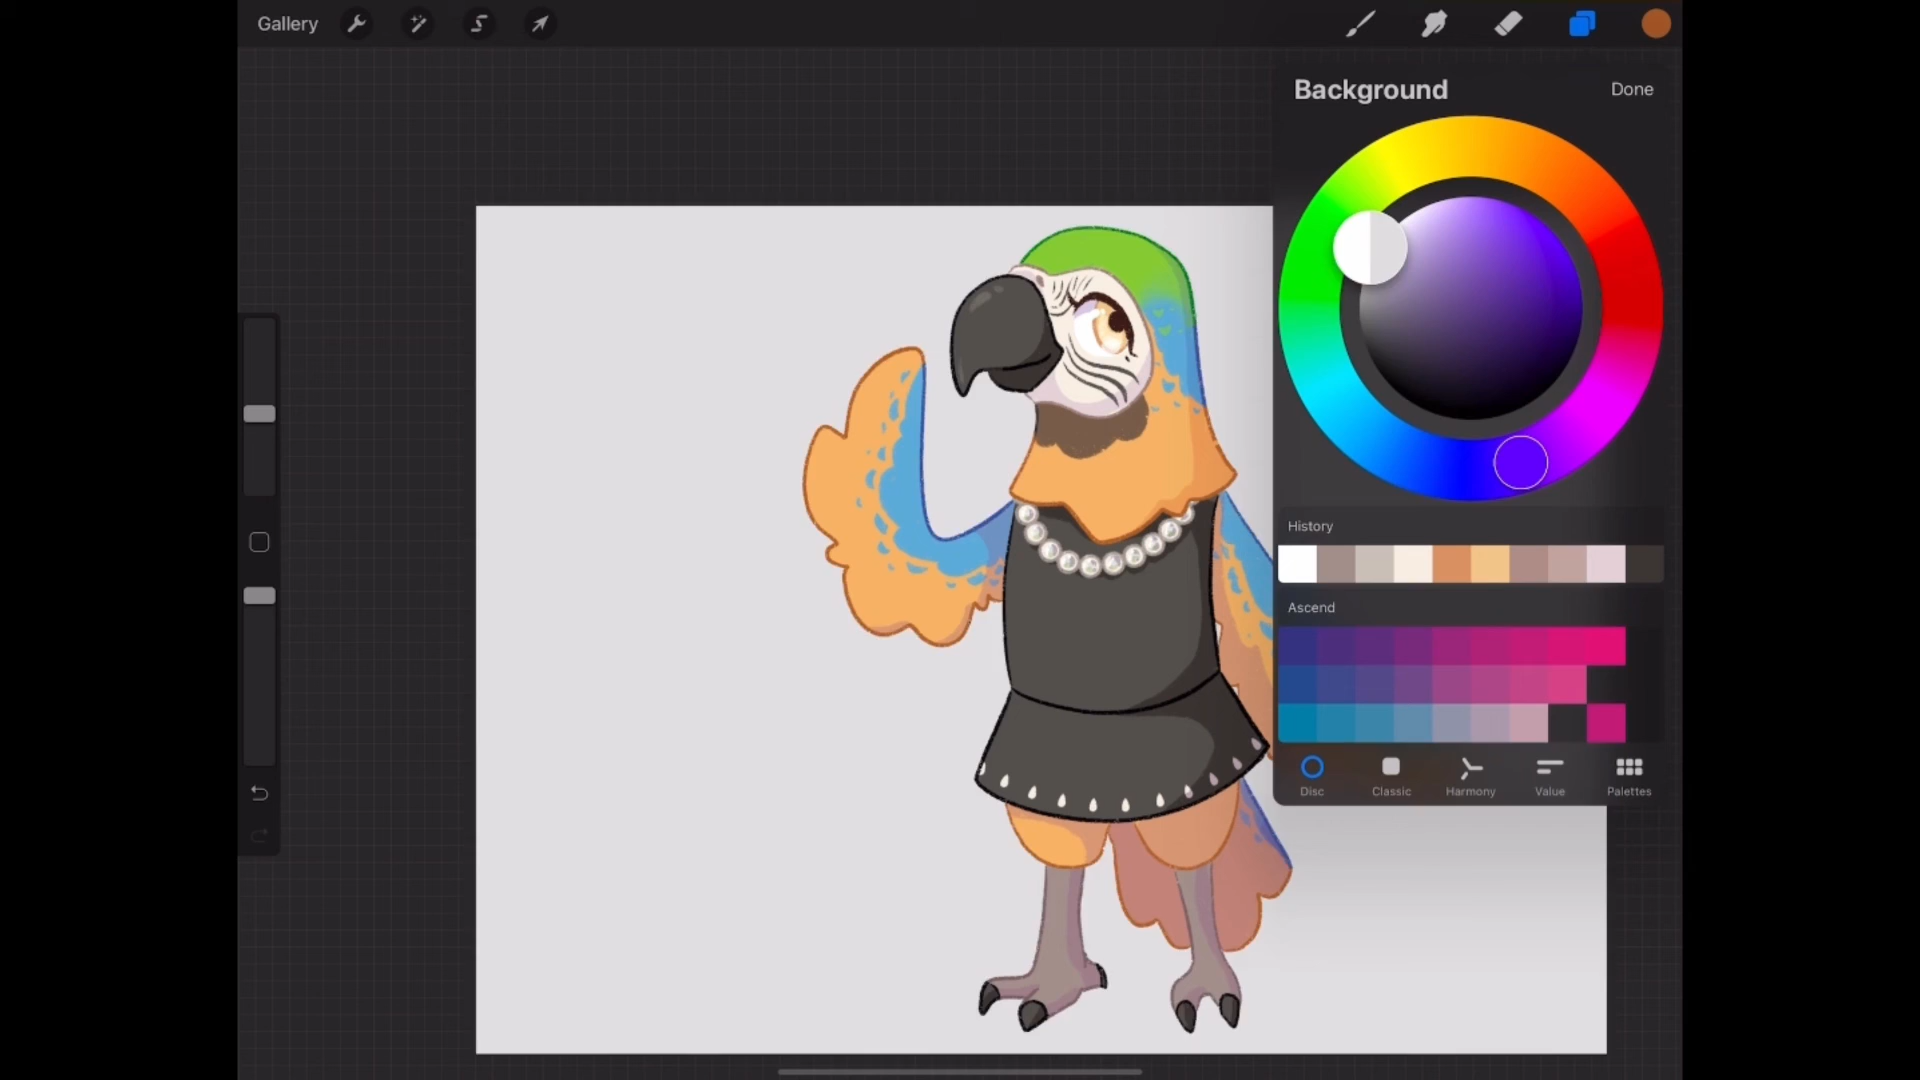 Gallery
Background
Done
History
Ascend
Disc
Classic
Harmony
Value
Palettes